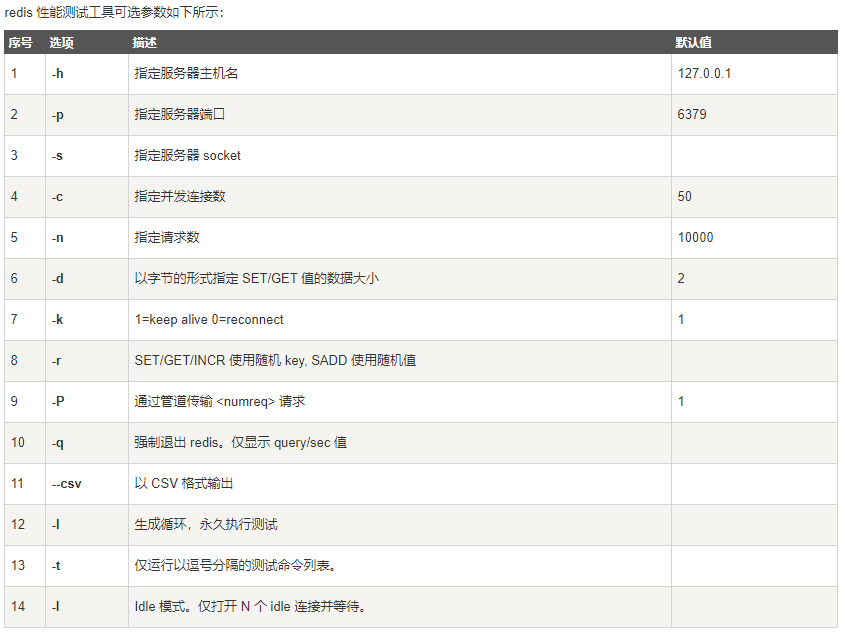 redis 性能测试工具可选参数如下所示：
序号 选项 描述 默认值
1 -h 指定服务器主机名 127.0.0.1
2 -p 指定服务器端口 6379
3 -s 指定服务器 socket
4 -c 指定并发连接数 50
5 -n 指定请求数 10000
6 -d 以字节的形式指定 SET/GET 值的数据大小 2
7 -k 1=keep alive 0=reconnect 1
8 -r SET/GET/INCR 使用随机 key, SADD 使用随机值
9 -P 通过管道传输 <numreq> 请求 1
10 -q 强制退出 redis。仅显示 query/sec 值
11 --csv 以 CSV 格式输出
12 -l 生成循环，永久执行测试
13 -t 仅运行以逗号分隔的测试命令列表。
14 -I Idle 模式。仅打开 N 个 idle 连接并等待。